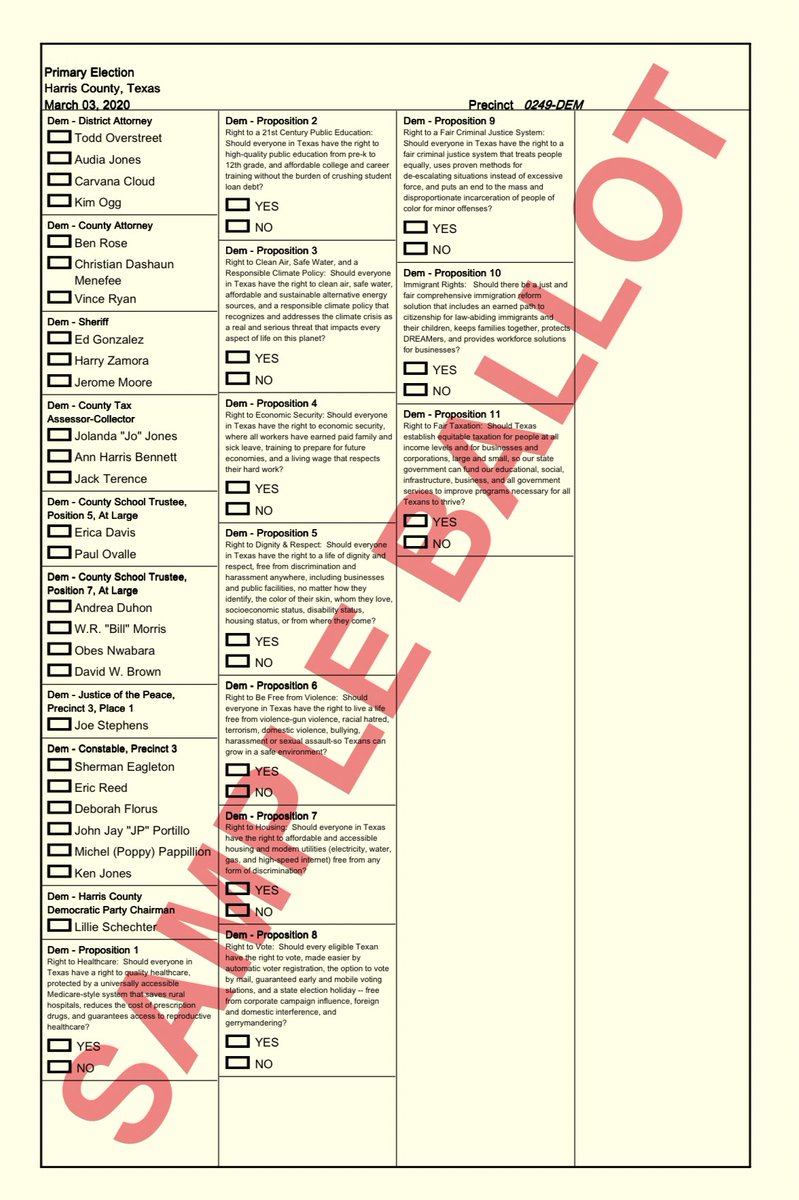 Primary Election
Harris County, Texas
March 03, 2020
Precinct 0249-DEM
Dem - District Attorney
Todd Overstreet
Audia Jones
Carvana Cloud
Kim Ogg
Dem - County Attorney
Ben Rose
Christian Dashaun
Menefee
Vince Ryan
Dem - Sheriff
Ed Gonzalez
Harry Zamora
Jerome Moore
Dem - County Tax
Assessor-Collector
Jolanda "Jo" Jones
Ann Harris Bennett
Jack Terence
Dem - County School Trustee,
Position 5, At Large
Erica Davis
Paul Ovalle
Dem - County School Trustee,
Position 7, At Large
Andrea Duhon
W.R. "Bill" Morris
Obes Nwabara
David W. Brown
Dem - Justice of the Peace,
Precinct 3, Place 1
Joe Stephens
Dem - Constable, Precinct 3
Sherman Eagleton
Eric Reed
Deborah Florus
John Jay "JP" Portillo
Michel (Poppy) Pappillion
Ken Jones
Dem - Harris County
Democratic Party Chairman
Lillie Schechter
Dem - Proposition 1
Right to Healthcare: Should everyone in
Texas have a right to quality healthcare,
protected by a universally accessible
Medicare-style system that saves rural
hospitals, reduces the cost of prescription
drugs, and guarantees access to reproductive
healthcare?
YES
NO
Dem - Proposition 2
Right to a 21st Century Public Education:
Should everyone in Texas have the right to
high-quality public education from pre-k to
12th grade, and affordable college and career
training without the burden of crushing student
loan debt?
YES
NO
Dem - Proposition 3
Right to Clean Air, Safe Water, and a
Responsible Climate Policy: Should everyone
in Texas have the right to clean air, safe water,
affordable and sustainable alternative energy
sources, and a responsible climate policy that
recognizes and addresses the climate crisis as
a real and serious threat that impacts every
aspect of life on this planet?
YES
NO
Dem - Proposition 4
Right to Economic Security: Should everyone
in Texas have the right to economic security,
where all workers have earned paid family and
sick leave, training to prepare for future
economies, and a living wage that respects
their hard work?
YES
NO
Dem - Proposition 5
Right to Dignity & Respect: Should everyone
in Texas have the right to a life of dignity and
respect, free from discrimination and
harassment anywhere, including businesses
and public facilities, no matter how they
identify, the color of their skin, whom they love,
socioeconomic status, disability status,
housing status, or from where they come?
YES
NO
Dem - Proposition 6
Right to Be Free from Violence: Should
everyone in Texas have the right to live a life
free from violence-gun violence, racial hatred,
terrorism, domestic violence, bullying,
harassment or sexual assault-so Texans can
grow in a safe environment?
YES
NO
Dem - Proposition 7
Right to Housing: Should everyone in Texas
have the right to affordable and accessible
housing and modern utilities (electricity, water,
gas, and high-speed internet) free from any
form of discrimination?
YES
NO
Dem - Proposition 8
Right to Vote: Should every eligible Texan
have the right to vote, made easier by
automatic voter registration, the option to vote
by mail, guaranteed early and mobile voting
stations, and a state election holiday -- free
from corporate campaign influence, foreign
and domestic interference, and
gerrymandering?
YES
NO
Dem - Proposition 9
Right to a Fair Criminal Justice System:
Should everyone in Texas have the right to a
fair criminal justice system that treats people
equally, uses proven methods for
de-escalating situations instead of excessive
force, and puts an end to the mass and
disproportionate incarceration of people of
color for minor offenses?
YES
NO
Dem - Proposition 10
Immigrant Rights: Should there be a just and
fair comprehensive immigration reform
solution that includes an earned path to
citizenship for law-abiding immigrants and
their children, keeps families together, protects
DREAMers, and provides workforce solutions
for businesses?
YES
NO
Dem - Proposition 11
Right to Fair Taxation: Should Texas
establish equitable taxation for people at all
income levels and for businesses and
corporations, large and small, so our state
government can fund our educational, social,
infrastructure, business, and all government
services to improve programs necessary for all
Texans to thrive?
YES
NO
SAMPLE BALLOT